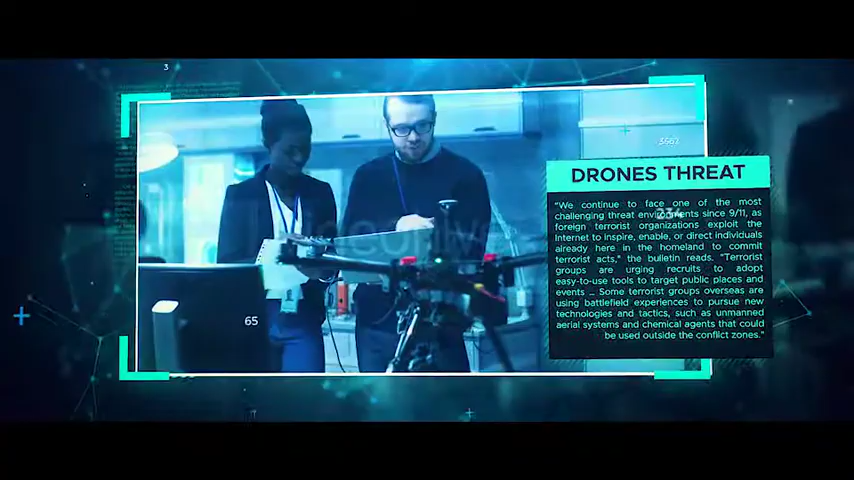 3
3562
DRONES THREAT
"We continue to face one of the most
challenging threat environments since 9/11, as
foreign terrorist organizations exploit the
Internet to inspire, enable, or direct individuals
already here in the homeland to commit
terrorist acts," the bulletin reads. "Terrorist
groups are urging recruits to adopt
easy-to-use tools to target public places and
events ... Some terrorist groups overseas are
using battlefield experiences to pursue new
technologies and tactics, such as unmanned
aerial systems and chemical agents that could
be used outside the conflict zones."
65